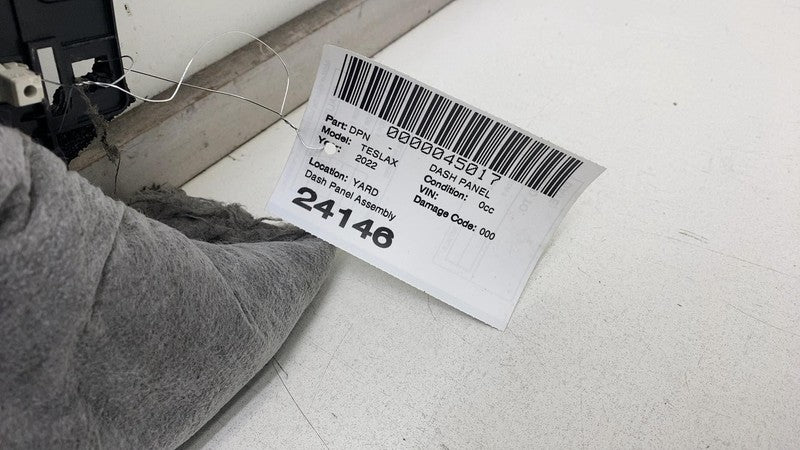 0000045017
Part: DPN - DASH PANEL
Model: TESLAX Condition: 0cc
2022 VIN:
Location: YARD Damage Code: 000
Dash Panel Assembly
24146